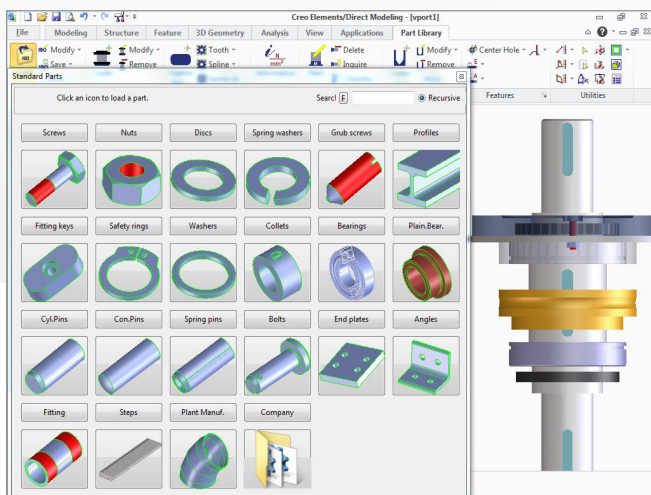 Creo Elements/Direct Modeling - [vport1]
File Modeling Structure Feature 3D Geometry Analysis View Applications Part Library
Modify Modify Tooth Delete Modify Center Hole
Save Remove Spline Inquire Remove
Features Utilities
Standard Parts
Click an icon to load a part. Searcl F Recursive
Screws Nuts Discs Spring washers Grub screws Profiles
Fitting keys Safety rings Washers Collets Bearings Plain.Bear.
Cyl.Pins Con.Pins Spring pins Bolts End plates Angles
Fitting Steps Plant Manuf. Company